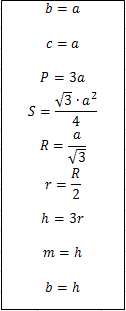 b = a
c = a
P = 3a
S = √3 · a² / 4
R = a / √3
r = R / 2
h = 3r
m = h
b = h